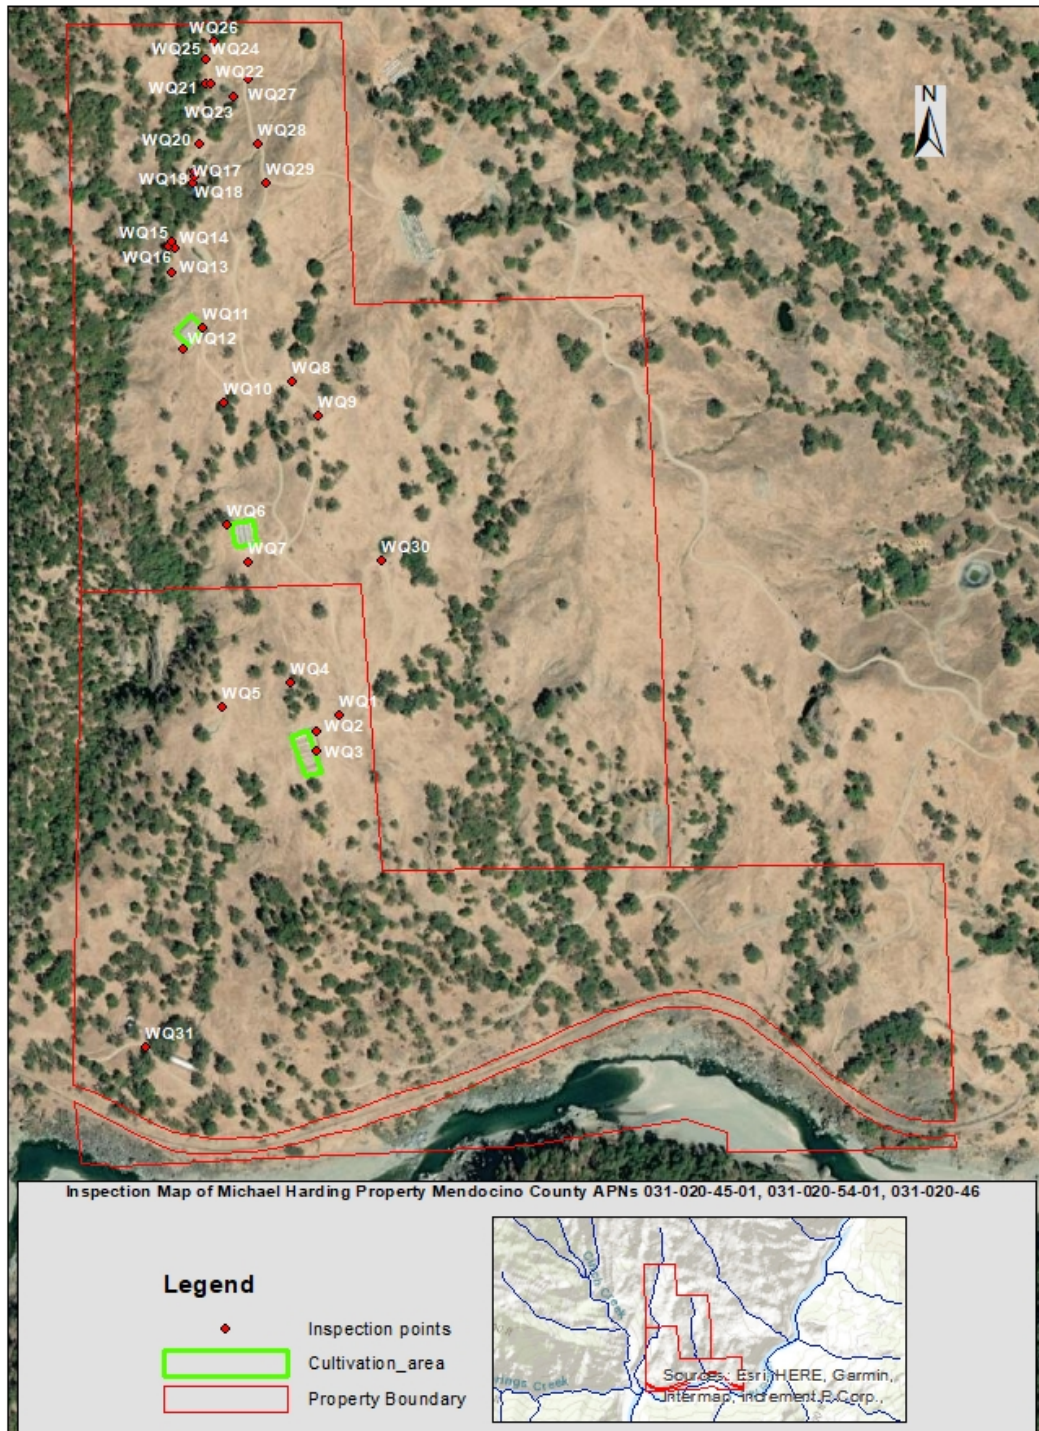 WQ26
WQ25 WQ24
WQ22
WQ21
WQ27
WQ23
WQ20 WQ28
WQ17
WQ19 WQ29
WQ18
WQ15 WQ14
WQ16
WQ13
WQ11
WQ12
WQ8
WQ10
WQ9
WQ6
WQ7 WQ30
WQ4
WQ5 WQ1
WQ2
WQ3
WQ31
N
Inspection Map of Michael Harding Property Mendocino County APNs 031-020-45-01, 031-020-54-01, 031-020-46
Legend
Inspection points
Cultivation_area
Property Boundary
Creek
rings Creek
Sources: Esri, HERE, Garmin,
Intermap, increment P Corp.,